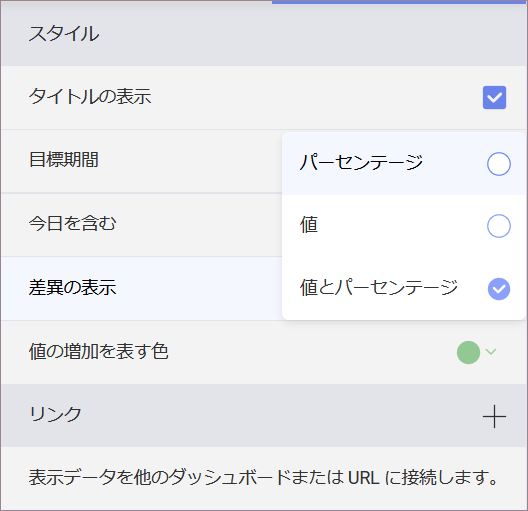 スタイル
タイトルの表示
目標期間
パーセンテージ
今日を含む
値
差異の表示
値とパーセンテージ
値の増加を表す色
リンク
表示データを他のダッシュボードまたは URL に接続します。